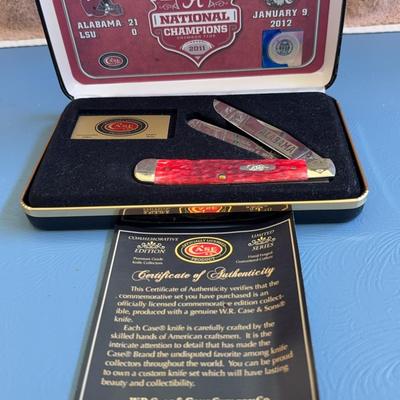 ALABAMA 21
LSU 0
A
NATIONAL
CHAMPIONS
2011
JANUARY 9
2012
CASE
CASE
ALABAMA
COMMEMORATIVE
EDITION
Premium Grade
Knife Collectors
CASE
LIMITED
SERIES
Certificate of Authenticity
This Certificate of Authenticity verifies that the
commemorative set you have purchased is an
officially licensed commemorative edition collect-
ible, produced with a genuine W.R. Case & Sons®
knife.
Each Case® knife is carefully crafted by the
skilled hands of American craftsmen. It is the
intricate attention to detail that has made the
Case® Brand the undisputed favorite among knife
collectors throughout the world. You can be proud
to own a custom knife set which will have lasting
beauty and collectibility.